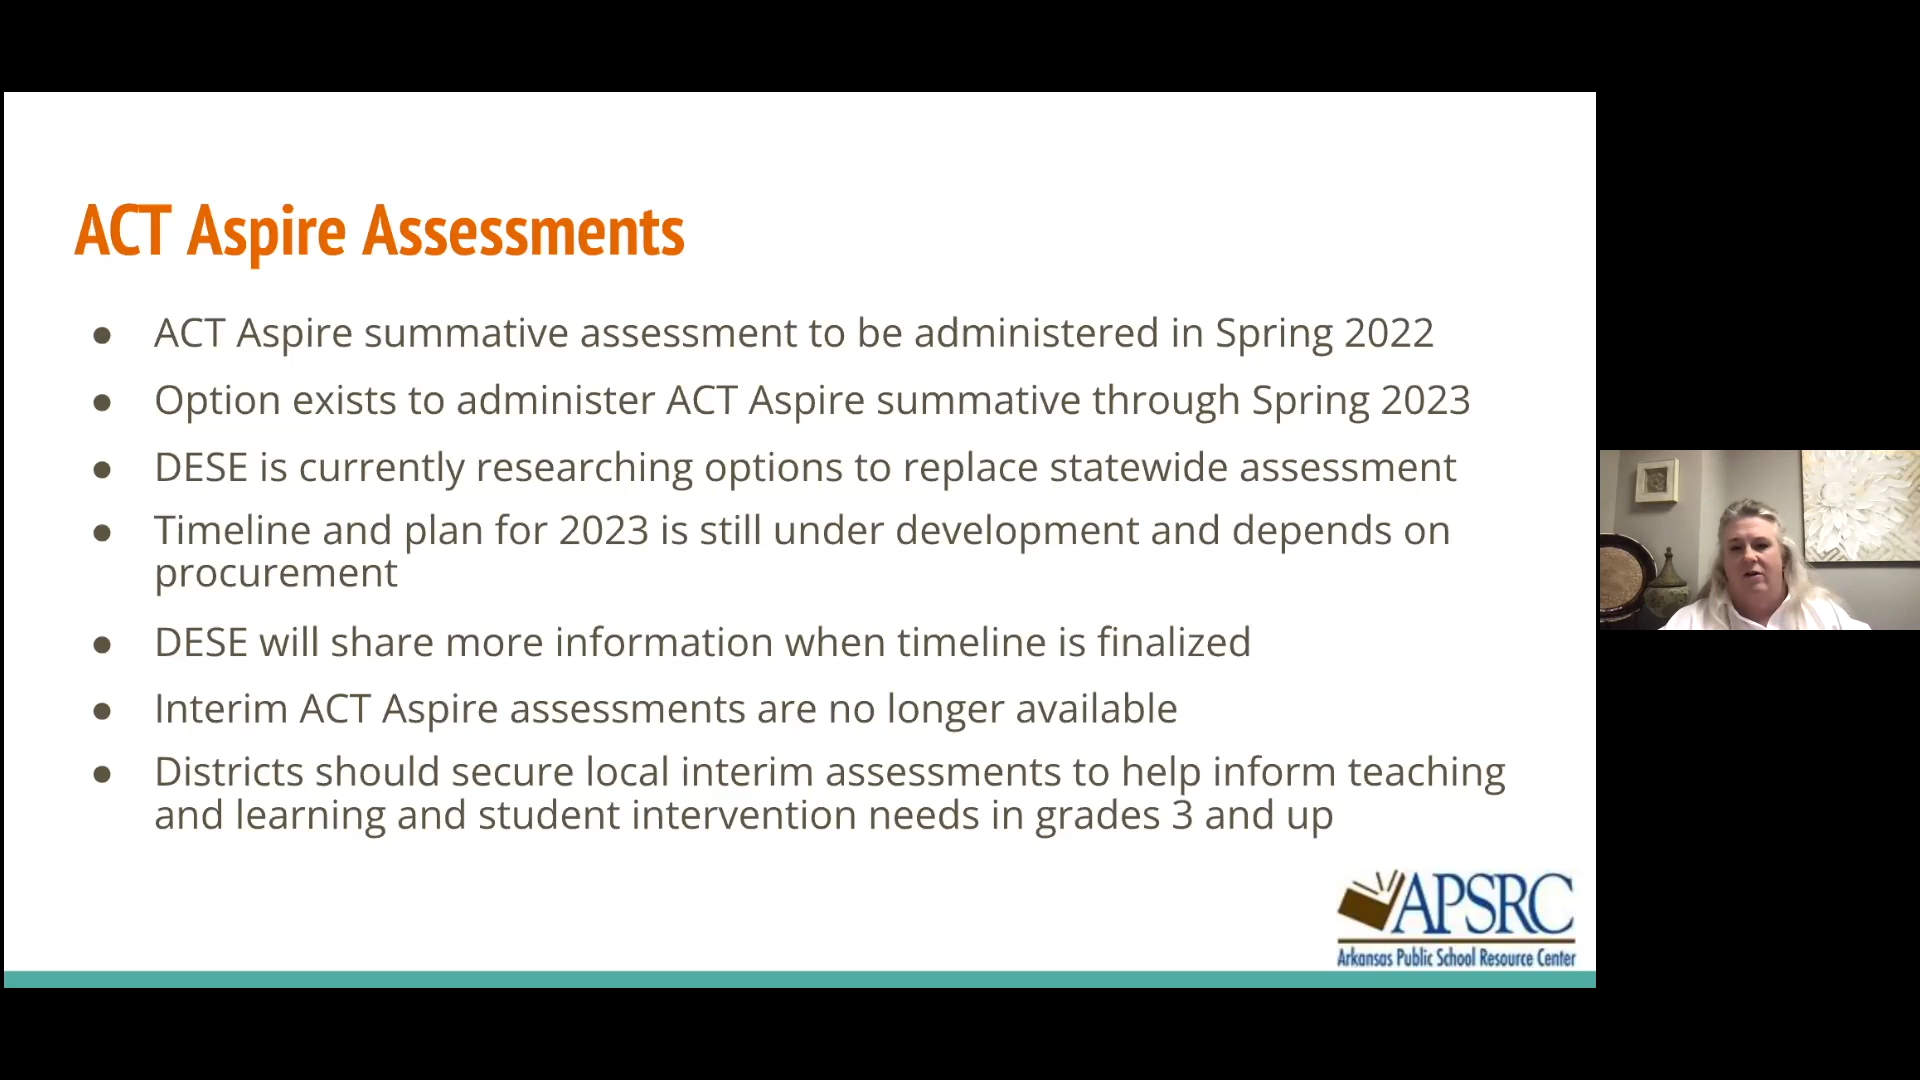 ACT Aspire Assessments
● ACT Aspire summative assessment to be administered in Spring 2022
● Option exists to administer ACT Aspire summative through Spring 2023
● DESE is currently researching options to replace statewide assessment
● Timeline and plan for 2023 is still under development and depends on
procurement
● DESE will share more information when timeline is finalized
● Interim ACT Aspire assessments are no longer available
● Districts should secure local interim assessments to help inform teaching
and learning and student intervention needs in grades 3 and up
APSRC
Arkansas Public School Resource Center